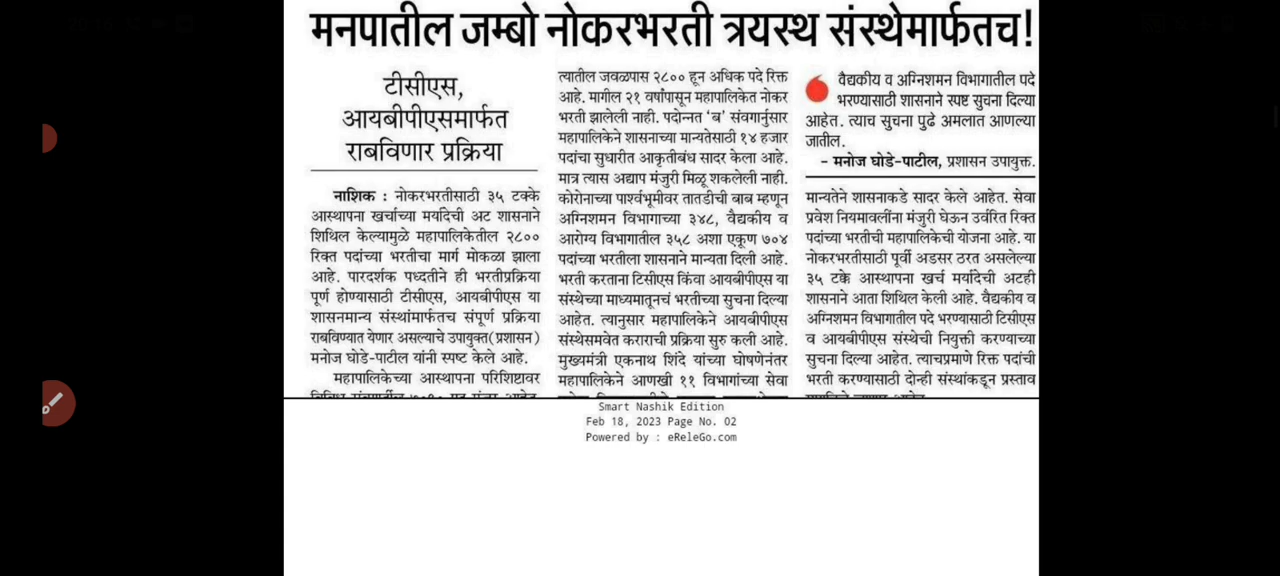 मनपातील जम्बो नोकरभरती त्रयस्थ संस्थेमार्फतच!
टीसीएस,
आयबीपीएसमार्फत
राबविणार प्रक्रिया
नाशिक : नोकरभरतीसाठी ३५ टक्के
आस्थापना खर्चाच्या मर्यादेची अट शासनाने
शिथिल केल्यामुळे महापालिकेतील २८००
रिक्त पदांच्या भरतीचा मार्ग मोकळा झाला
आहे. पारदर्शक पध्दतीने ही भरतीप्रक्रिया
पूर्ण होण्यासाठी टीसीएस, आयबीपीएस या
शासनमान्य संस्थांमार्फतच संपूर्ण प्रक्रिया
राबविण्यात येणार असल्याचे उपायुक्त(प्रशासन)
मनोज घोडे-पाटील यांनी स्पष्ट केले आहे.
महापालिकेच्या आस्थापना परिशिष्टावर
त्यातील जवळपास २८०० हून अधिक पदे रिक्त
आहे. मागील २१ वर्षांपासून महापालिकेत नोकर
भरती झालेली नाही. पदोन्नत ‘ब’ संवगार्नुसार
महापालिकेने शासनाच्या मान्यतेसाठी १४ हजार
पदांचा सुधारीत आकृतीबंध सादर केला आहे.
मात्र त्यास अद्याप मंजुरी मिळू शकलेली नाही.
कोरोनाच्या पार्श्वभूमीवर तातडीची बाब म्हणून
अग्निशमन विभागाच्या ३४८, वैद्यकीय व
आरोग्य विभागातील ३५८ अशा एकूण ७०४
पदांच्या भरतीला शासनाने मान्यता दिली आहे.
भरती करताना टिसीएस किंवा आयबीपीएस या
संस्थेच्या माध्यमातूनचं भरतीच्या सुचना दिल्या
आहेत. त्यानुसार महापालिकेने आयबीपीएस
संस्थेसमवेत कराराची प्रक्रिया सुरु कली आहे.
मुख्यमंत्री एकनाथ शिंदे यांच्या घोषणेनंतर
महापालिकेने आणखी ११ विभागांच्या सेवा
वैद्यकीय व अग्निशमन विभागातील पदे
भरण्यासाठी शासनाने स्पष्ट सुचना दिल्या
आहेत. त्याच सुचना पुढे अमलात आणल्या
जातील.
- मनोज घोडे-पाटील, प्रशासन उपायुक्त.
मान्यतेने शासनाकडे सादर केले आहेत. सेवा
प्रवेश नियमावलींना मंजुरी घेऊन उर्वरित रिक्त
पदांच्या भरतीची महापालिकेची योजना आहे. या
नोकरभरतीसाठी पूर्वी अडसर ठरत असलेल्या
३५ टक्के आस्थापना खर्च मर्यादेची अटही
शासनाने आता शिथिल केली आहे. वैद्यकीय व
अग्निशमन विभागातील पदे भरण्यासाठी टिसीएस
व आयबीपीएस संस्थेची नियुक्ती करण्याच्या
सुचना दिल्या आहेत. त्याचप्रमाणे रिक्त पदांची
भरती करण्यासाठी दोन्ही संस्थांकडून प्रस्ताव
Smart Nashik Edition
Feb 18, 2023 Page No. 02
Powered by : eReleGo.com